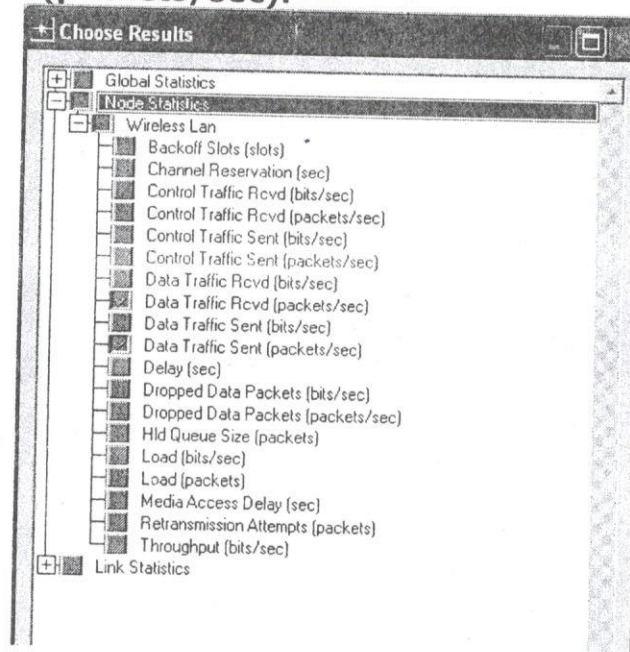 (packets/sec).
Choose Results
Global Statistics
Node Statistics
Wireless Lan
Backoff Slots (slots)
Channel Reservation (sec)
Control Traffic Rcvd (bits/sec)
Control Traffic Rcvd (packets/sec)
Control Traffic Sent (bits/sec)
Control Traffic Sent (packets/sec)
Data Traffic Rcvd (bits/sec)
Data Traffic Rcvd (packets/sec)
Data Traffic Sent (bits/sec)
Data Traffic Sent (packets/sec)
Delay (sec)
Dropped Data Packets (bits/sec)
Dropped Data Packets (packets/sec)
Hld Queue Size (packets)
Load (bits/sec)
Load (packets)
Media Access Delay (sec)
Retransmission Attempts (packets)
Throughput (bits/sec)
Link Statistics